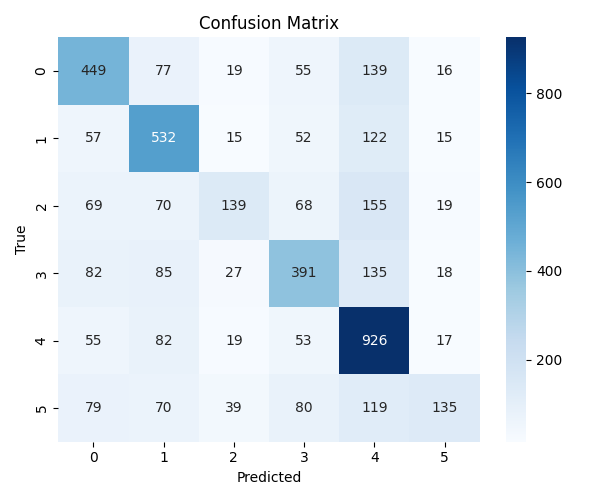 Confusion Matrix
0 449 77 19 55 139 16
1 57 532 15 52 122 15
2 69 70 139 68 155 19
3 82 85 27 391 135 18
4 55 82 19 53 926 17
5 79 70 39 80 119 135
0 1 2 3 4 5
Predicted
True
800
600
400
200